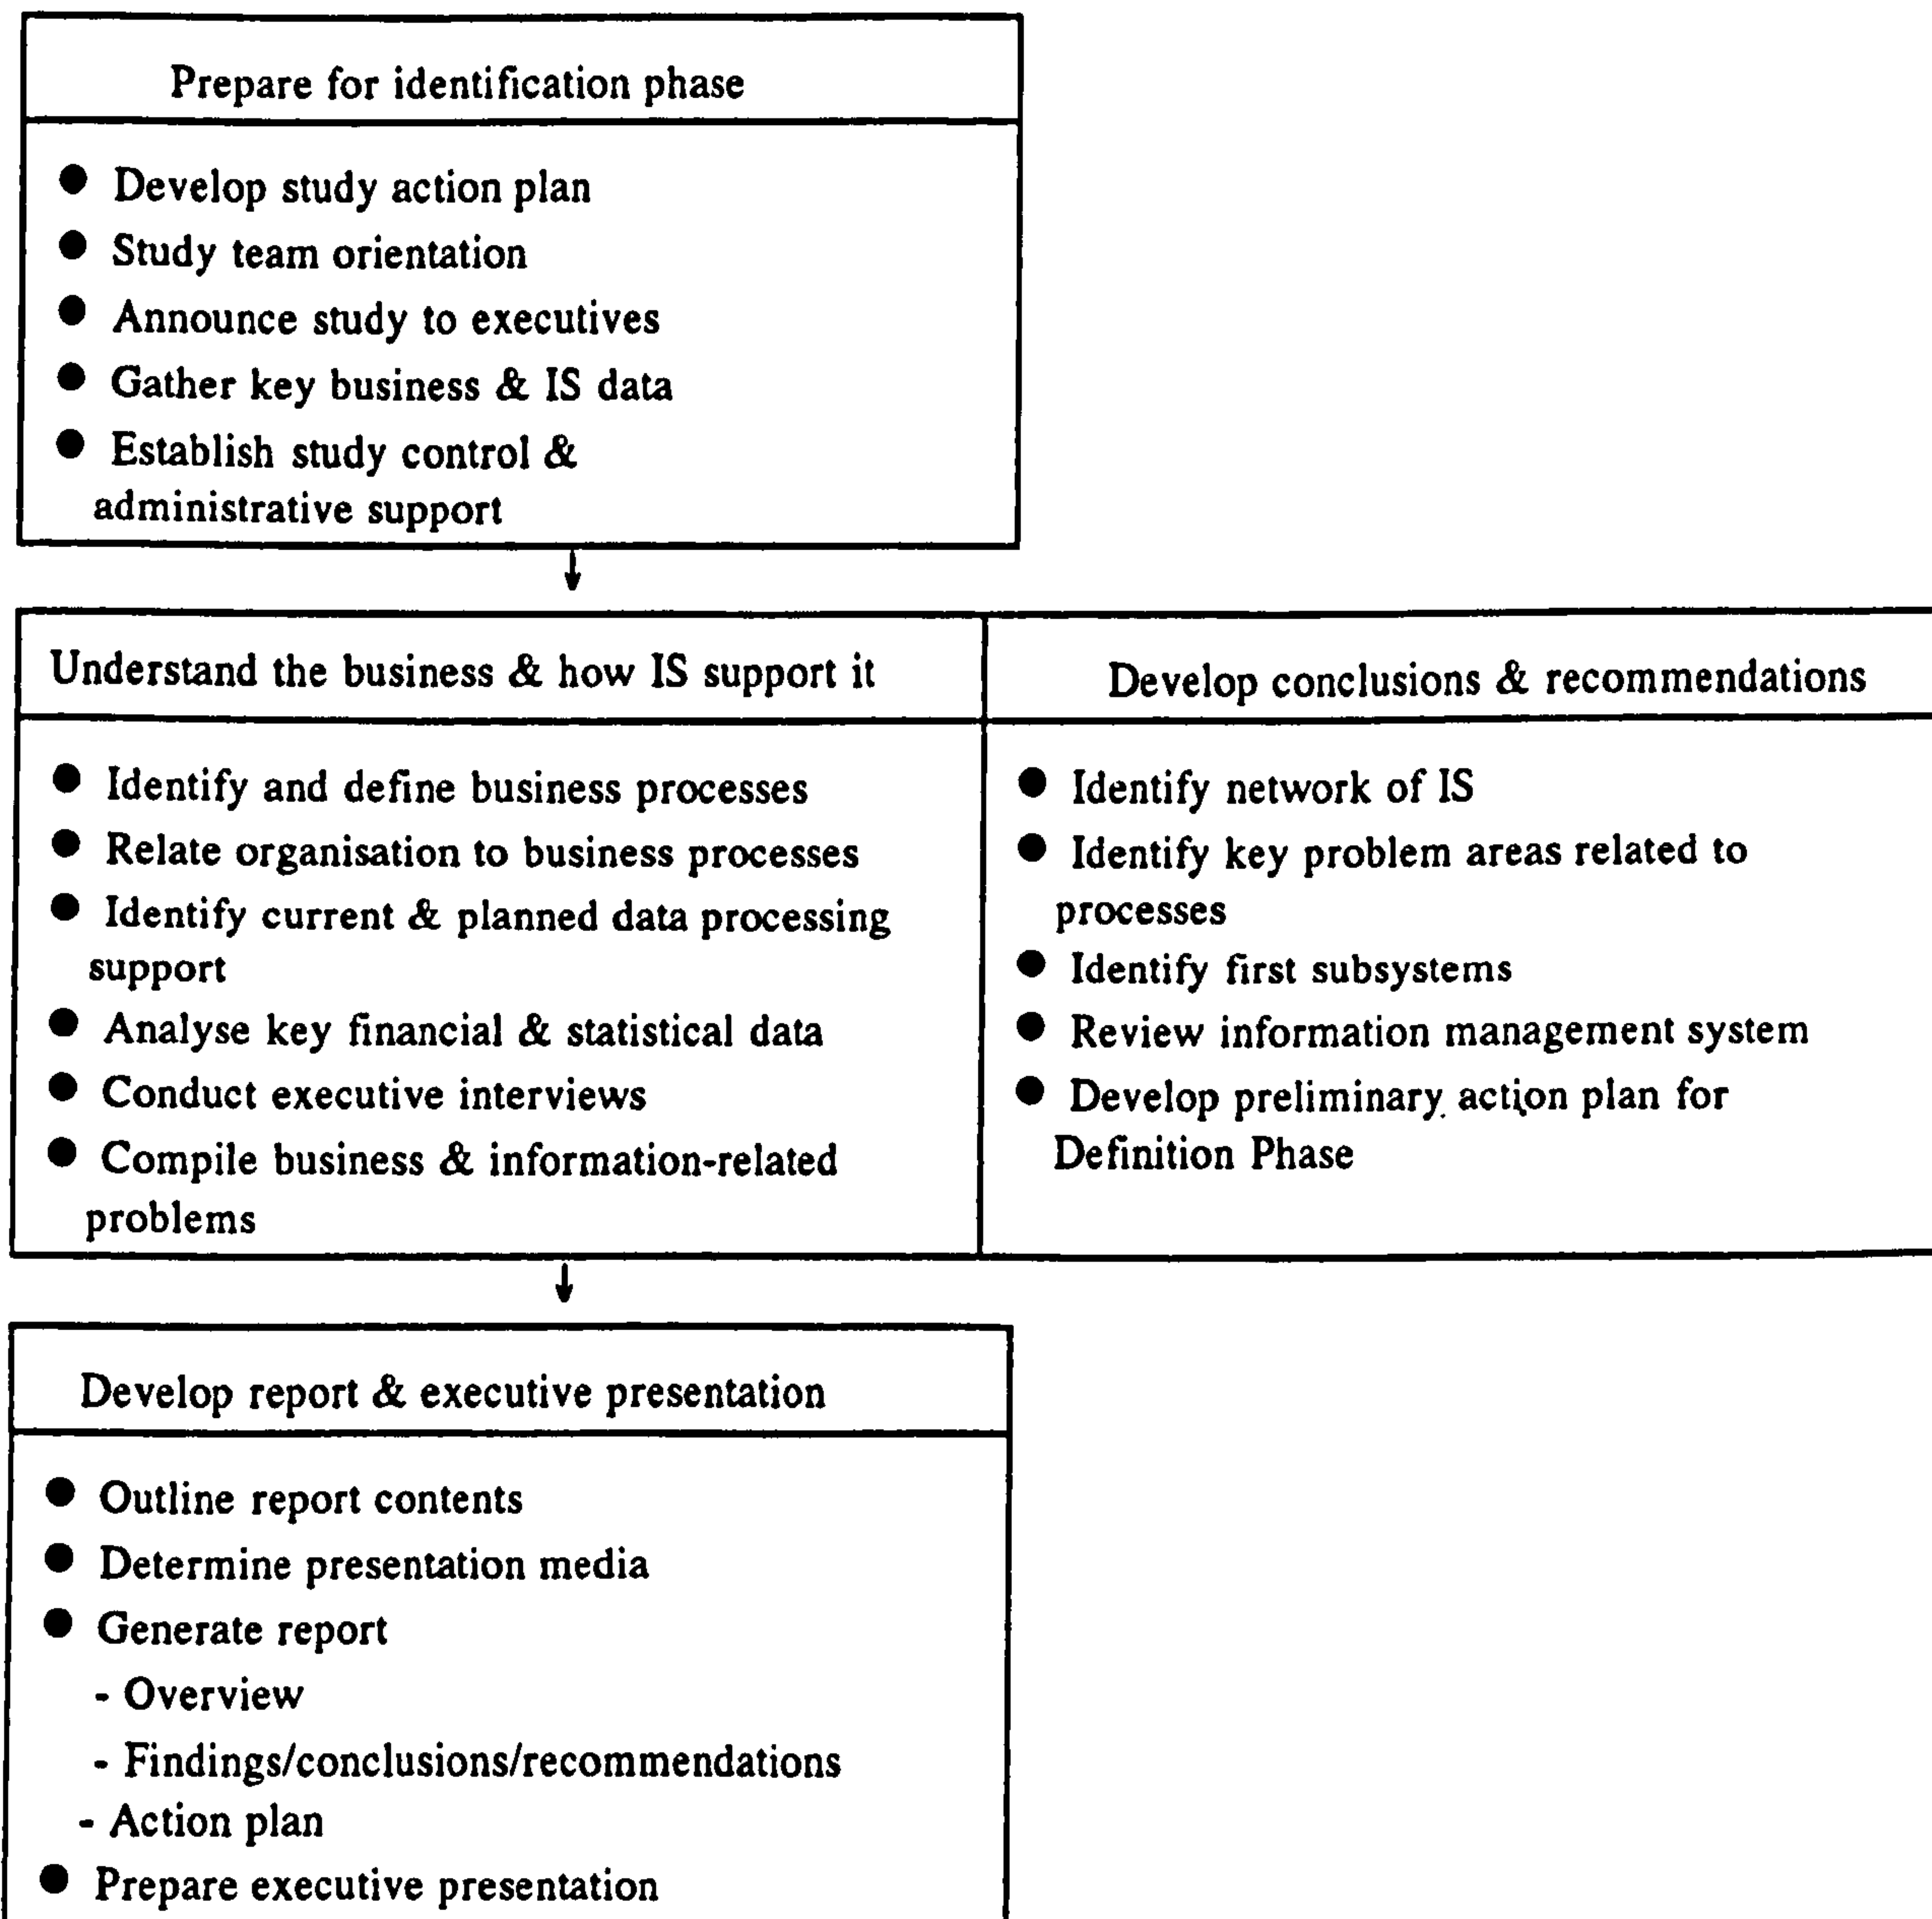 Prepare for identification phase
● Develop study action plan
● Study team orientation
● Announce study to executives
● Gather key business & IS data
● Establish study control &
administrative support
Understand the business & how IS support it
● Identify and define business processes
● Relate organisation to business processes
● Identify current & planned data processing
support
● Analyse key financial & statistical data
● Conduct executive interviews
● Compile business & information-related
problems
Develop conclusions & recommendations
● Identify network of IS
● Identify key problem areas related to
processes
● Identify first subsystems
● Review information management system
● Develop preliminary action plan for
Definition Phase
Develop report & executive presentation
● Outline report contents
● Determine presentation media
● Generate report
- Overview
- Findings/conclusions/recommendations
- Action plan
● Prepare executive presentation